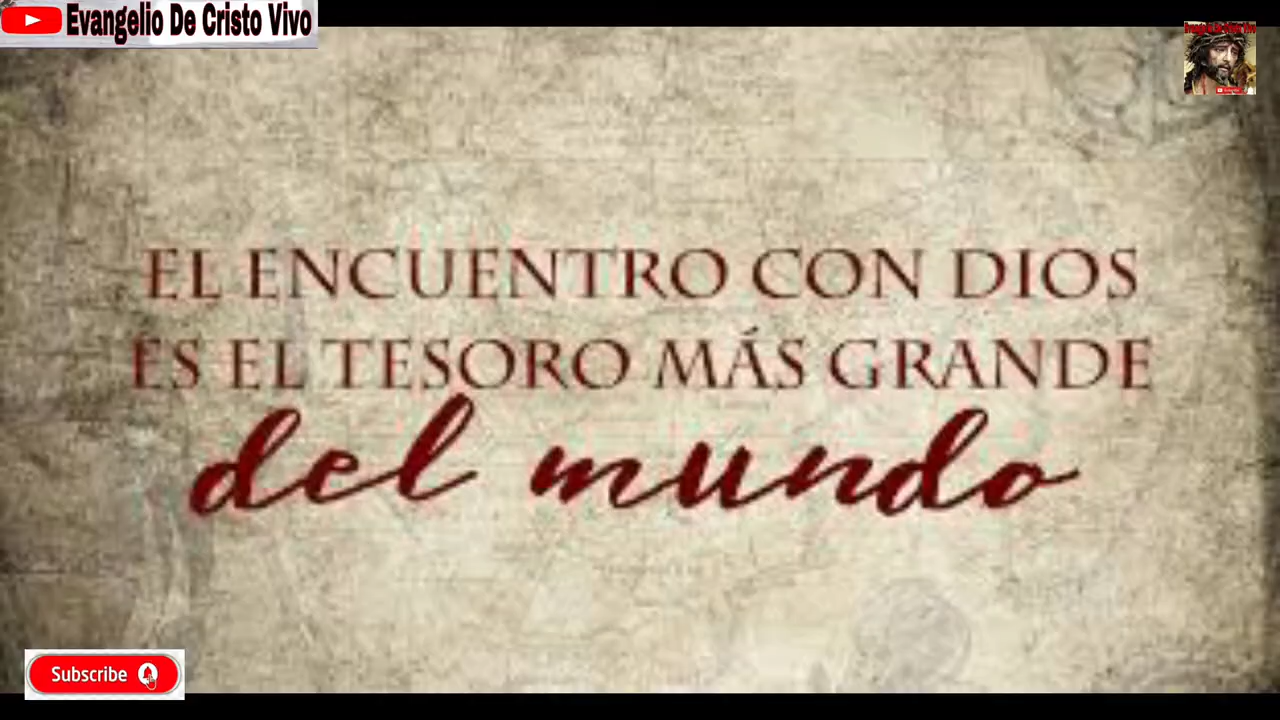 Evangelio De Cristo Vivo
EL ENCUENTRO CON DIOS
ES EL TESORO MÁS GRANDE
del mundo
Subscribe